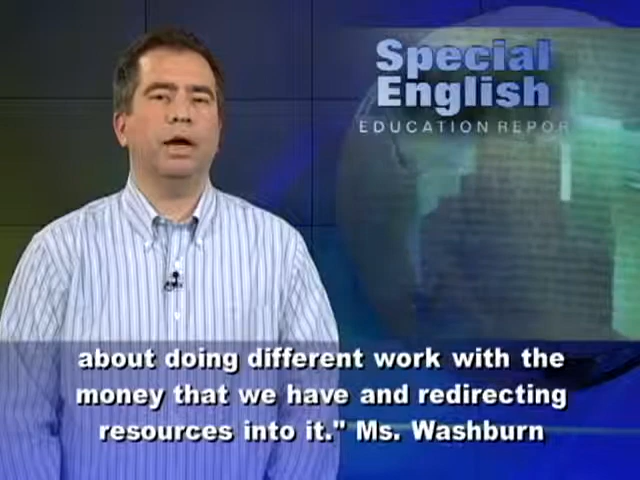 Special
English
EDUCATION REPOR
about doing different work with the
money that we have and redirecting
resources into it." Ms. Washburn